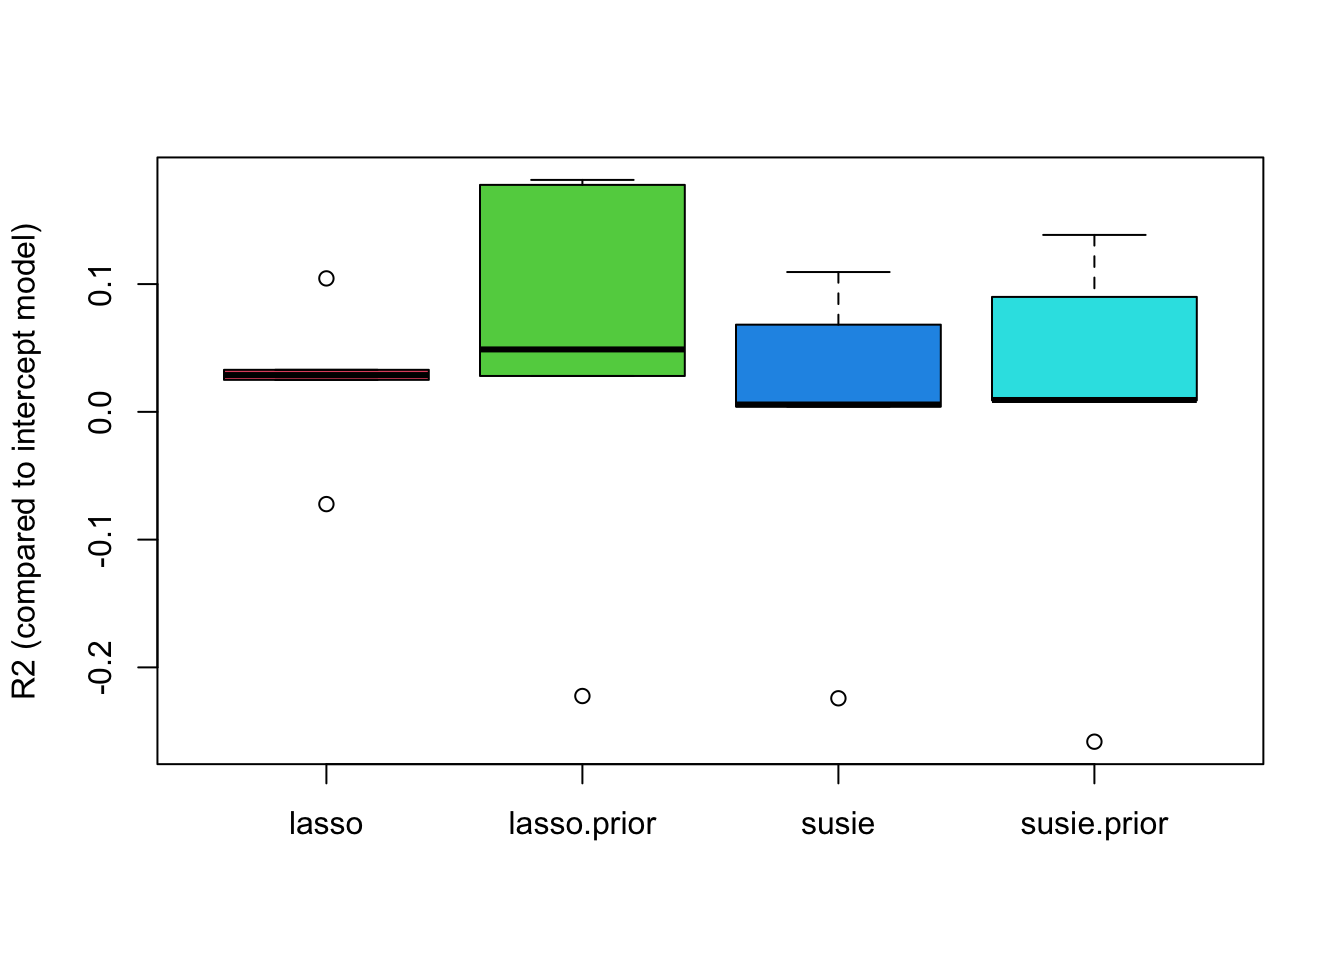 R2 (compared to intercept model)
0.1
0.0
-0.1
-0.2
lasso
lasso.prior
susie
susie.prior